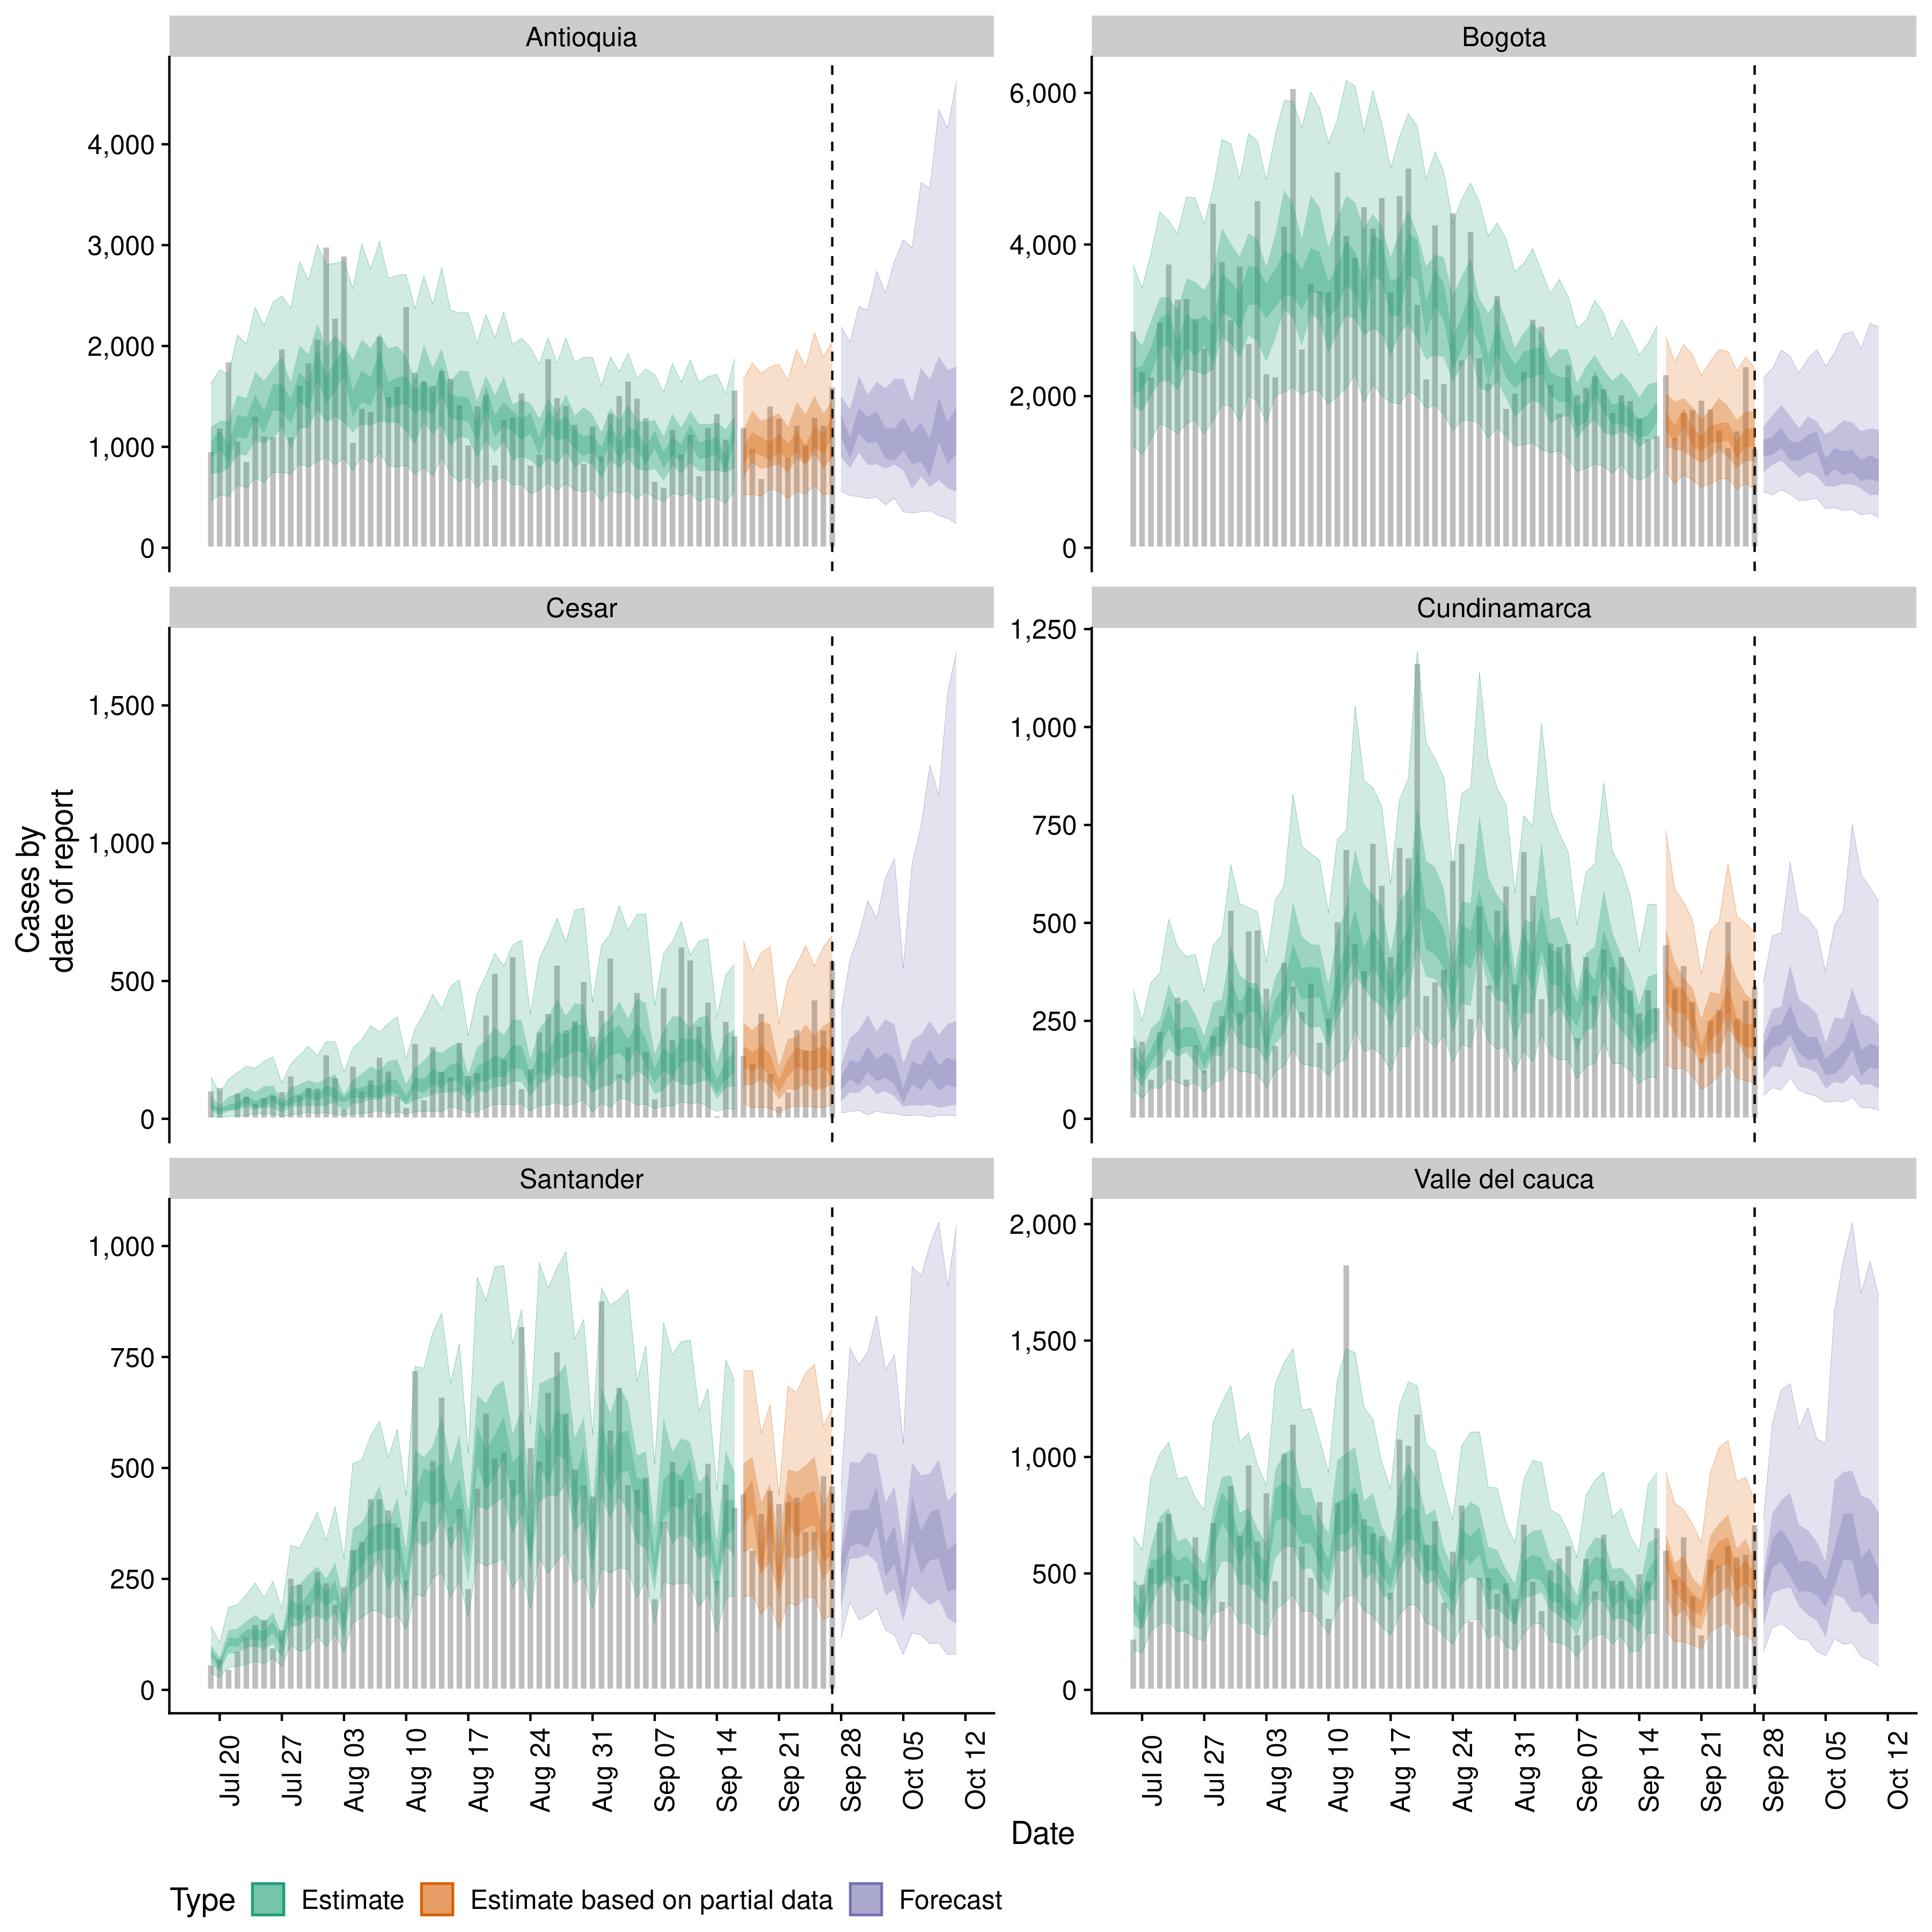 Antioquia
Bogota
4,000
3,000
2,000
1,000
0
6,000
4,000
2,000
0
Cesar
Cundinamarca
1,500
1,000
500
0
1,250
1,000
750
500
250
0
Cases by
date of report
Santander
Valle del cauca
1,000
750
500
250
0
2,000
1,500
1,000
500
0
Jul 20
Jul 27
Aug 03
Aug 10
Aug 17
Aug 24
Aug 31
Sep 07
Sep 14
Sep 21
Sep 28
Oct 05
Oct 12
Jul 20
Jul 27
Aug 03
Aug 10
Aug 17
Aug 24
Aug 31
Sep 07
Sep 14
Sep 21
Sep 28
Oct 05
Oct 12
Date
Type Estimate Estimate based on partial data Forecast